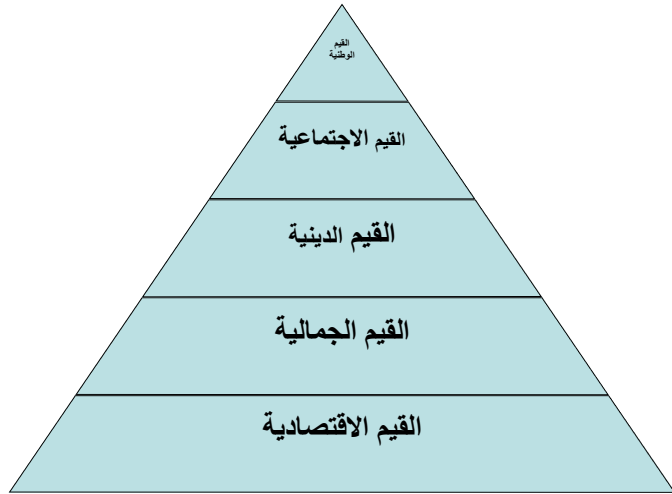 القيم
الوطنية
القيم الاجتماعية
القيم الدينية
القيم الجمالية
القيم الاقتصادية